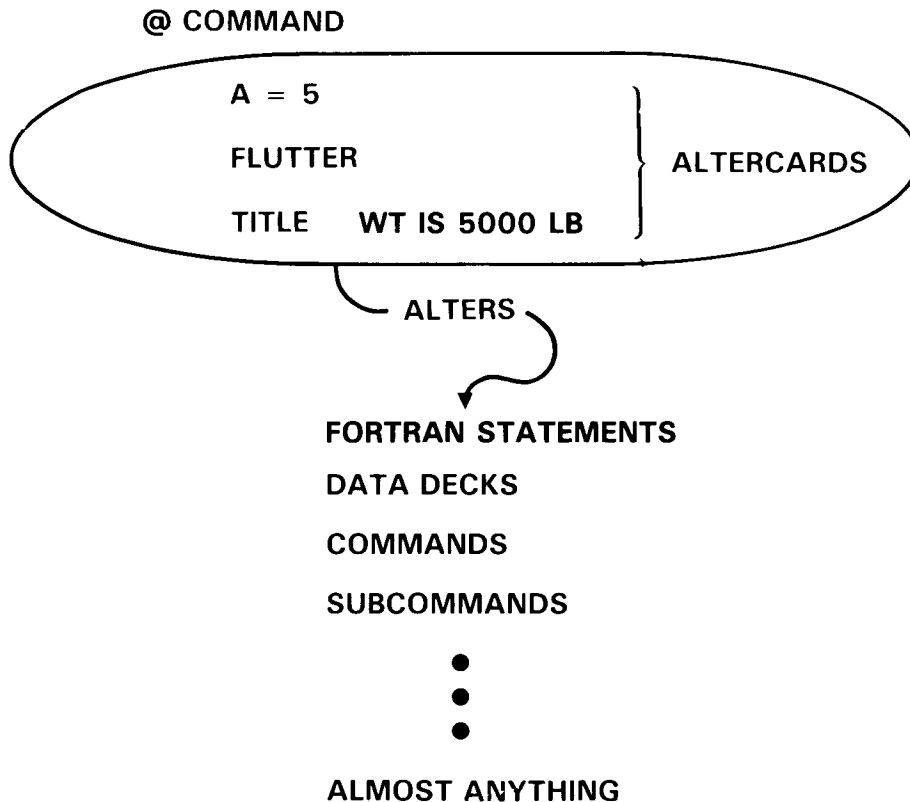 @ COMMAND
A = 5
FLUTTER
ALTERCARDS
TITLE WT IS 5000 LB
ALTERS
FORTRAN STATEMENTS
DATA DECKS
COMMANDS
SUBCOMMANDS
ALMOST ANYTHING